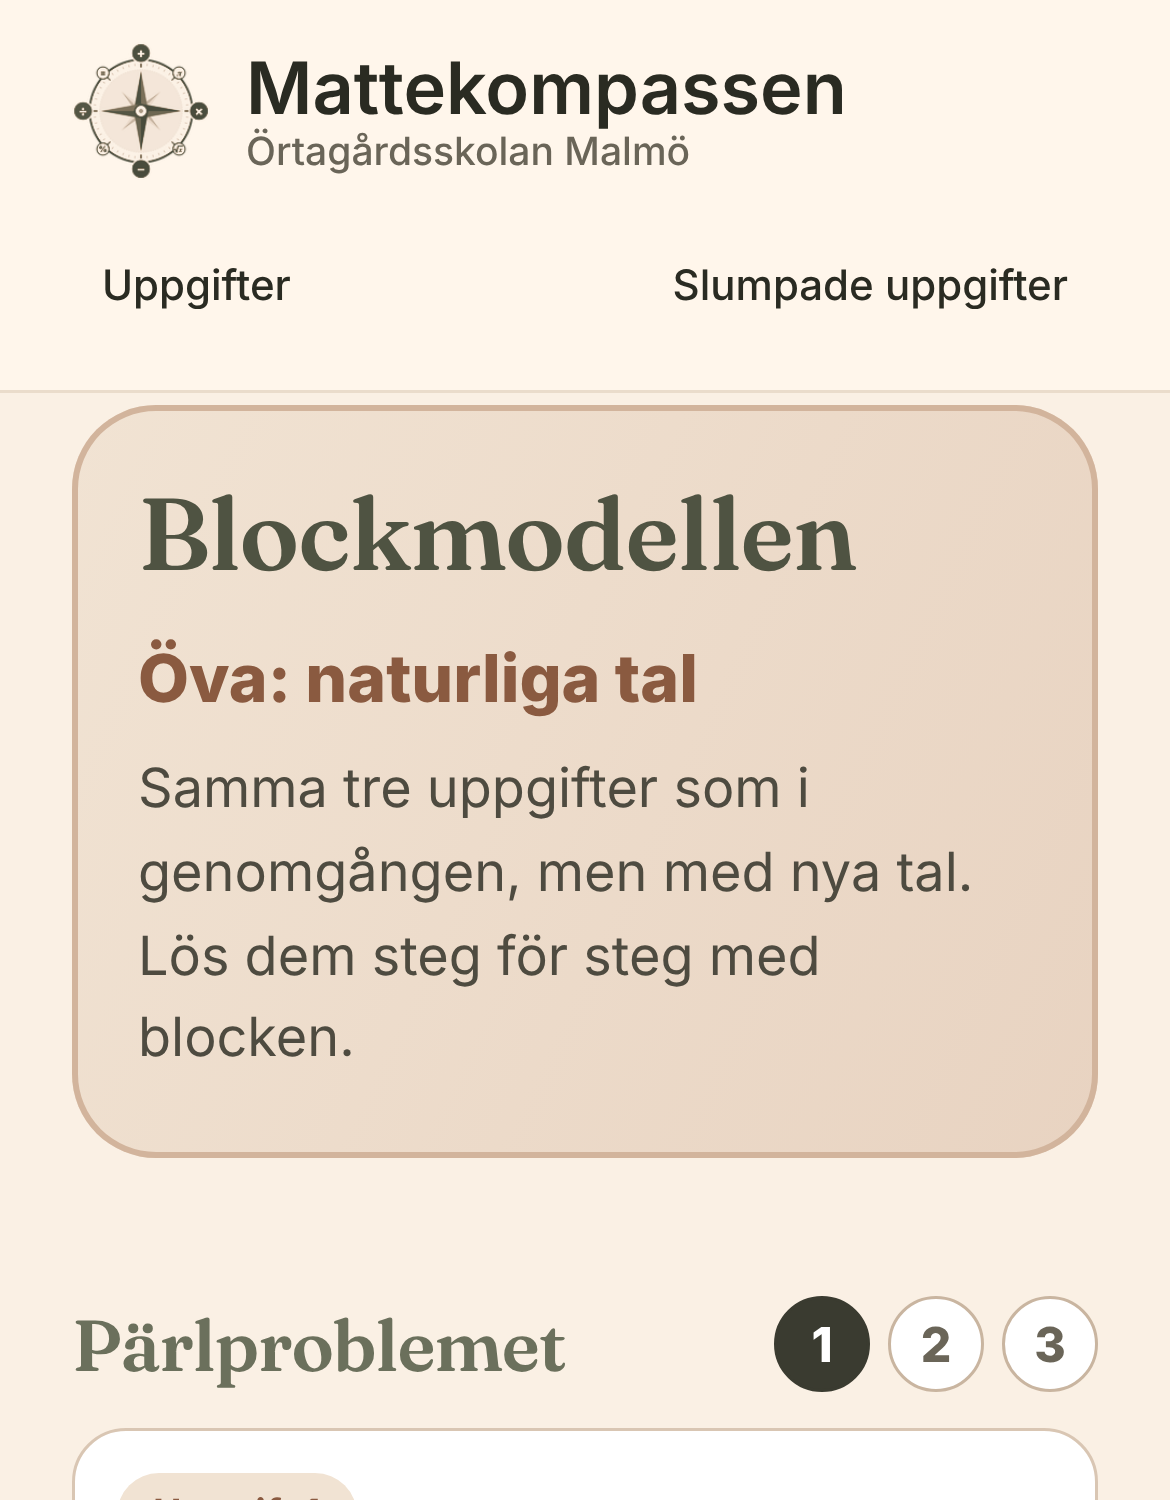 Mattekompassen
Örtagårdsskolan Malmö
Uppgifter
Slumpade uppgifter
Blockmodellen
Öva: naturliga tal
Samma tre uppgifter som i
genomgången, men med nya tal.
Lös dem steg för steg med
blocken.
Pärlproblemet
1 2 3